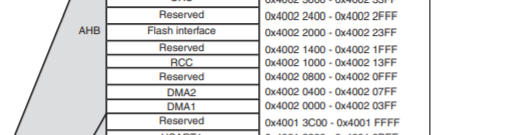 Reserved 0x4002 2400 - 0x4002 2FFF
AHB
Flash interface 0x4002 2000 - 0x4002 23FF
Reserved 0x4002 1400 - 0x4002 1FFF
RCC 0x4002 1000 - 0x4002 13FF
Reserved 0x4002 0800 - 0x4002 0FFF
DMA2 0x4002 0400 - 0x4002 07FF
DMA1 0x4002 0000 - 0x4002 03FF
Reserved 0x4001 3C00 - 0x4001 FFFF